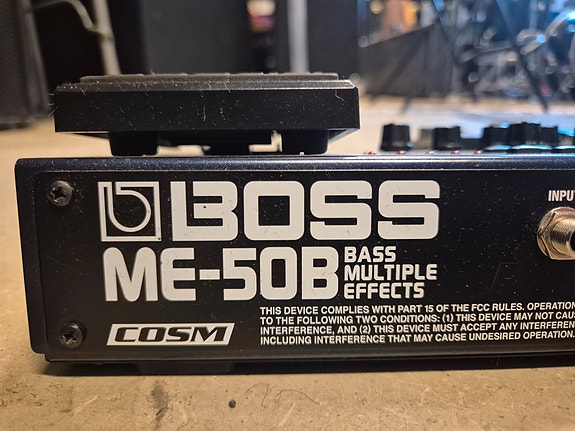 BOSS
ME-50B
BASS
MULTIPLE
EFFECTS
INPUT
COSM
THIS DEVICE COMPLIES WITH PART 15 OF THE FCC RULES. OPERATION
TO THE FOLLOWING TWO CONDITIONS: (1) THIS DEVICE MAY NOT CAUS
INTERFERENCE, AND (2) THIS DEVICE MUST ACCEPT ANY INTERFEREN
INCLUDING INTERFERENCE THAT MAY CAUSE UNDESIRED OPERATION.